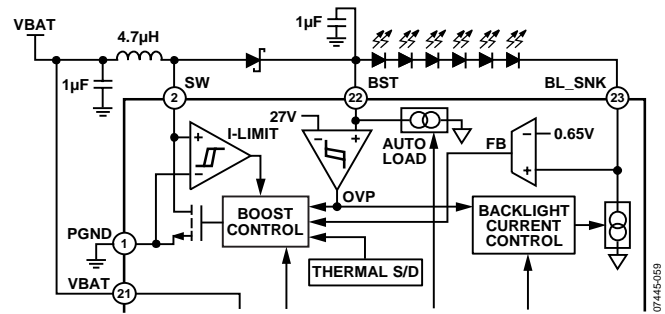 VBAT
4.7µH
1µF
1µF
SW
BST
BL_SNK
2
22
23
27V
I-LIMIT
AUTO
LOAD
FB
0.65V
+
−
−
+
−
+
OVP
PGND
1
BOOST
CONTROL
BACKLIGHT
CURRENT
CONTROL
THERMAL S/D
VBAT
21
07445-059